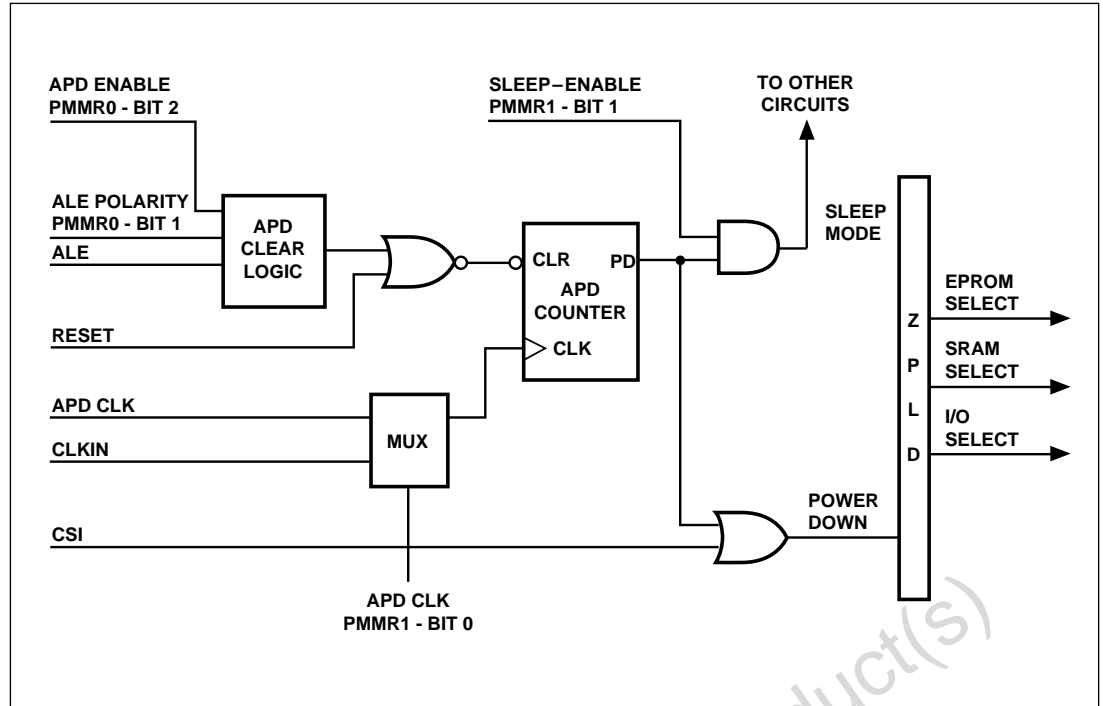 APD ENABLE
PMMR0 - BIT 2
SLEEP–ENABLE
PMMR1 - BIT 1
TO OTHER
CIRCUITS
ALE POLARITY
PMMR0 - BIT 1
ALE
APD
CLEAR
LOGIC
SLEEP
MODE
CLR
PD
APD
COUNTER
CLK
EPROM
SELECT
SRAM
SELECT
I/O
SELECT
Z
P
L
D
RESET
APD CLK
CLKIN
MUX
CSI
POWER
DOWN
APD CLK
PMMR1 - BIT 0
duct(s)